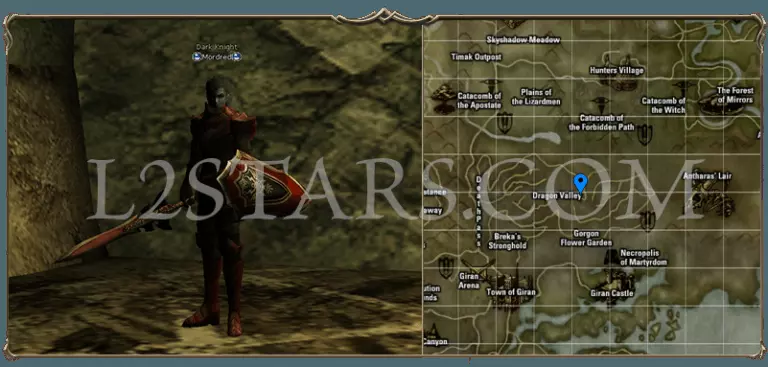 Dark Knight
Mordred
L2STARS.COM
Skyshadow Meadow
Timak Outpost
Hunters Village
Catacomb of
the Apostate
Plains of
the Lizardmen
Catacomb of
the Witch
The Forest
of Mirrors
Catacomb of
the Forbidden Path
Death Pass
Dragon Valley
Antharas' Lair
away
Breka's
Stronghold
Gorgon
Flower Garden
Necropolis
of Martyrdom
Giran
Arena
Town of Giran
Giran Castle
Canyon